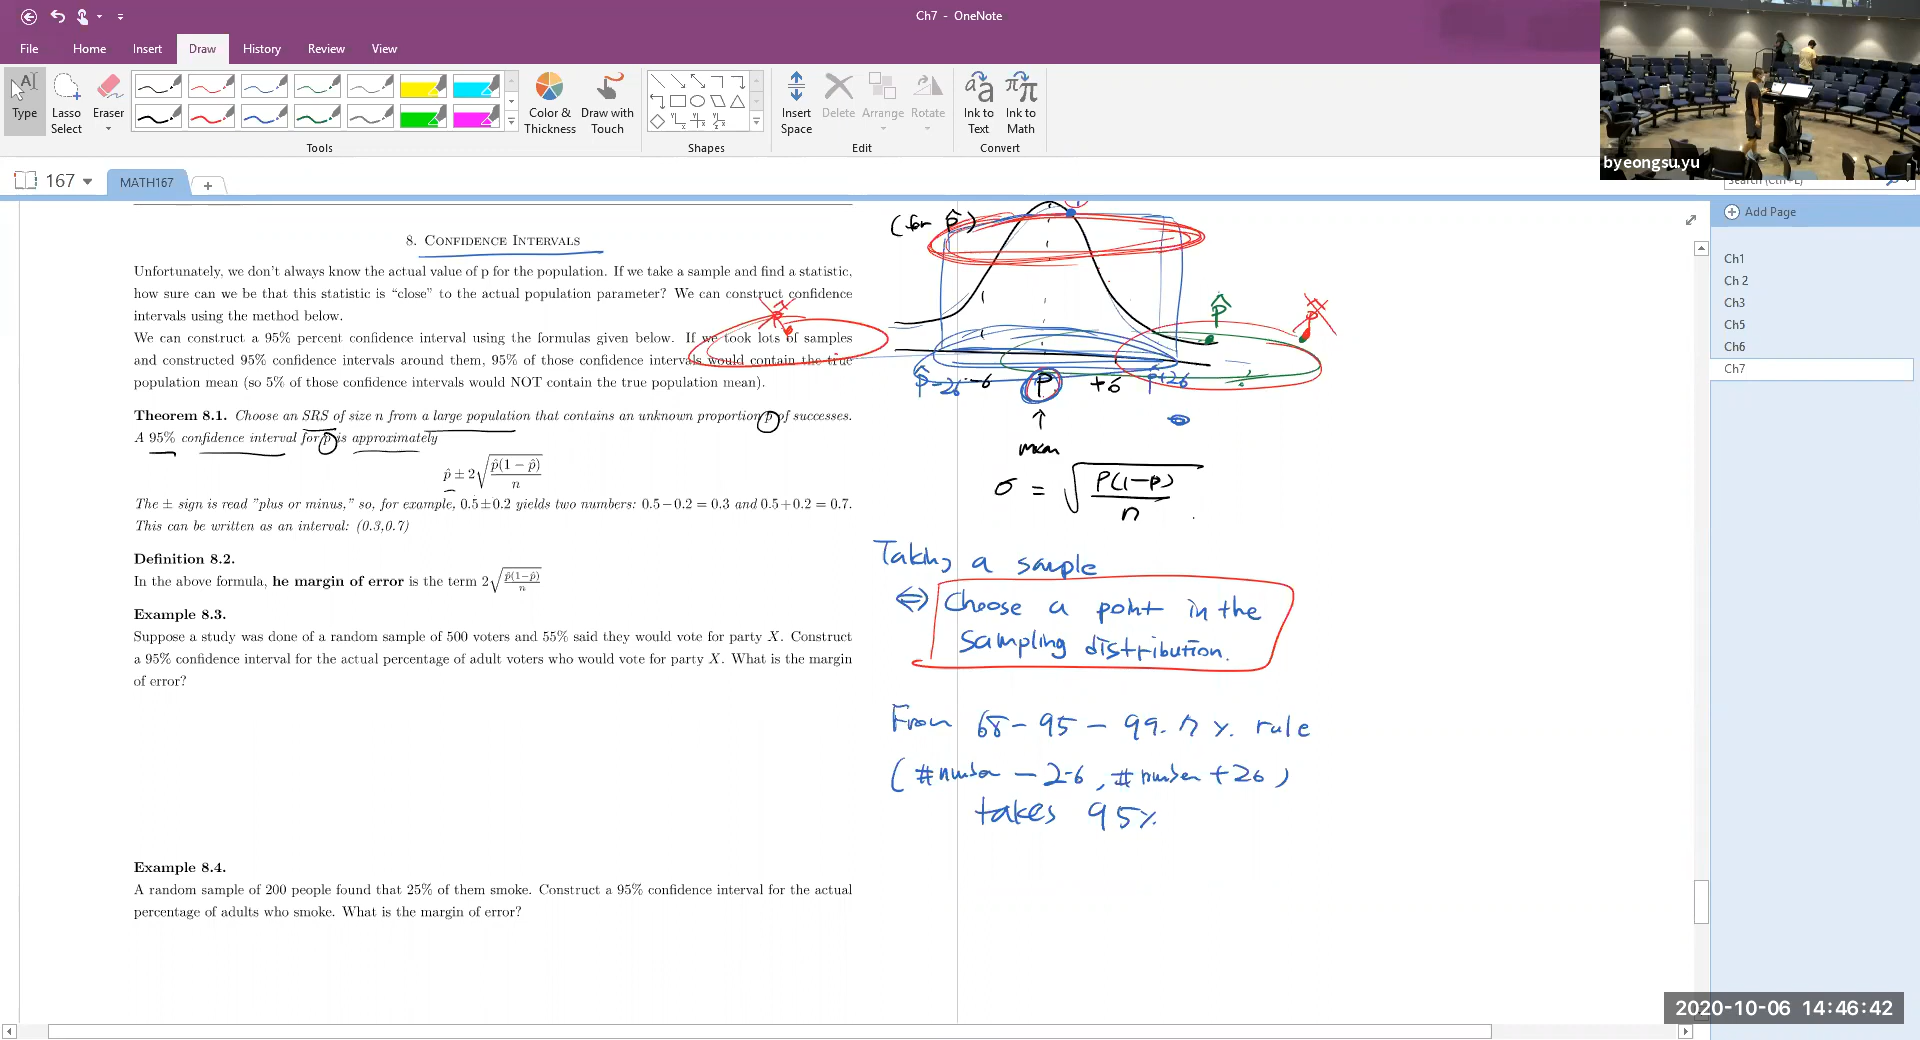 Ch7 - OneNote
File Home Insert Draw History Review View
Type
Lasso Select
Eraser
Color & Thickness
Draw with Touch
Insert Space
Delete
Arrange
Rotate
Ink to Text
Ink to Math
Tools
Shapes
Edit
Convert
byeongsu.yu
167
MATH167
Search (Ctrl+E)
Add Page
Ch1
Ch 2
Ch3
Ch5
Ch6
Ch7
8. Confidence Intervals
Unfortunately, we don't always know the actual value of p for the population. If we take a sample and find a statistic,
how sure can we be that this statistic is "close" to the actual population parameter? We can construct confidence
intervals using the method below.
We can construct a 95% percent confidence interval using the formulas given below. If we took lots of samples
and constructed 95% confidence intervals around them, 95% of those confidence intervals would contain the true
population mean (so 5% of those confidence intervals would NOT contain the true population mean).
Theorem 8.1. Choose an SRS of size n from a large population that contains an unknown proportion p of successes.
A 95% confidence interval for p is approximately
p̂ ± 2√(p̂(1 − p̂)/n)
The ± sign is read "plus or minus," so, for example, 0.5±0.2 yields two numbers: 0.5−0.2 = 0.3 and 0.5+0.2 = 0.7.
This can be written as an interval: (0.3,0.7)
Definition 8.2.
In the above formula, he margin of error is the term 2√(p̂(1−p̂)/n)
Example 8.3.
Suppose a study was done of a random sample of 500 voters and 55% said they would vote for party X. Construct
a 95% confidence interval for the actual percentage of adult voters who would vote for party X. What is the margin
of error?
Example 8.4.
A random sample of 200 people found that 25% of them smoke. Construct a 95% confidence interval for the actual
percentage of adults who smoke. What is the margin of error?
(for p̂)
p̂
p̂-2σ -σ p +σ p̂+2σ
mean
σ = √(p(1-p)/n)
Taking a sample
⇔ Choose a point in the
sampling distribution.
From 68 - 95 - 99.7 % rule
(#number - 2σ, #number + 2σ)
takes 95%
2020-10-06 14:46:42